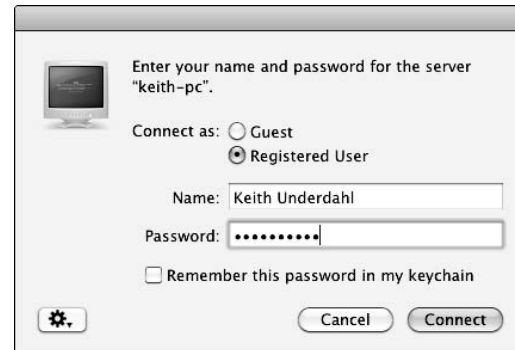 Enter your name and password for the server
“keith-pc”.
Connect as: Guest
Registered User
Name: Keith Underdahl
Password: ••••••••••
Remember this password in my keychain
Cancel Connect